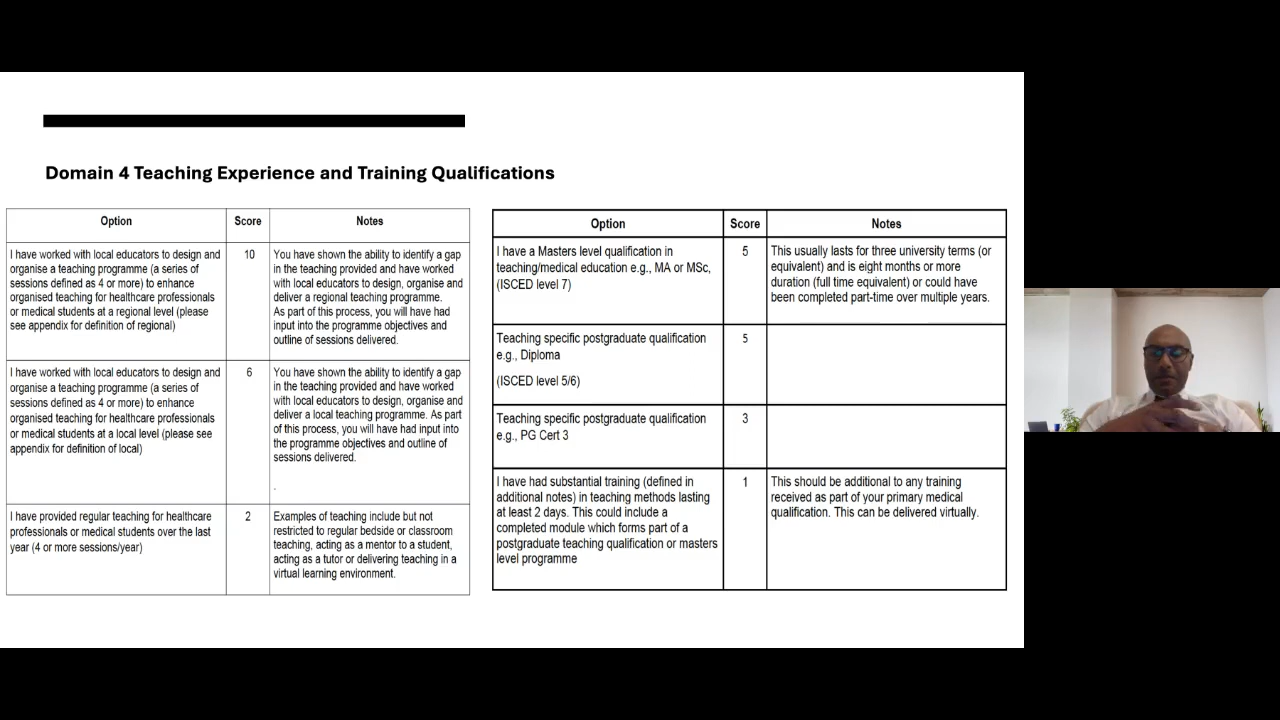 Domain 4 Teaching Experience and Training Qualifications
Option Score Notes
I have worked with local educators to design and
organise a teaching programme (a series of
sessions defined as 4 or more) to enhance
organised teaching for healthcare professionals
or medical students at a regional level (please
see appendix for definition of regional)
10
You have shown the ability to identify a gap
in the teaching provided and have worked
with local educators to design, organise and
deliver a regional teaching programme.
As part of this process, you will have had
input into the programme objectives and
outline of sessions delivered.
I have worked with local educators to design and
organise a teaching programme (a series of
sessions defined as 4 or more) to enhance
organised teaching for healthcare professionals
or medical students at a local level (please see
appendix for definition of local)
6
You have shown the ability to identify a gap
in the teaching provided and have worked
with local educators to design, organise and
deliver a local teaching programme. As part
of this process, you will have had input into
the programme objectives and outline of
sessions delivered.
.
I have provided regular teaching for healthcare
professionals or medical students over the last
year (4 or more sessions/year)
2
Examples of teaching include but not
restricted to regular bedside or classroom
teaching, acting as a mentor to a student,
acting as a tutor or delivering teaching in a
virtual learning environment.
Option Score Notes
I have a Masters level qualification in
teaching/medical education e.g., MA or MSc,
(ISCED level 7)
5
This usually lasts for three university terms (or
equivalent) and is eight months or more
duration (full time equivalent) or could have
been completed part-time over multiple years.
Teaching specific postgraduate qualification
e.g., Diploma
(ISCED level 5/6)
5
Teaching specific postgraduate qualification
e.g., PG Cert 3
3
I have had substantial training (defined in
additional notes) in teaching methods lasting
at least 2 days. This could include a
completed module which forms part of a
postgraduate teaching qualification or masters
level programme
1
This should be additional to any training
received as part of your primary medical
qualification. This can be delivered virtually.